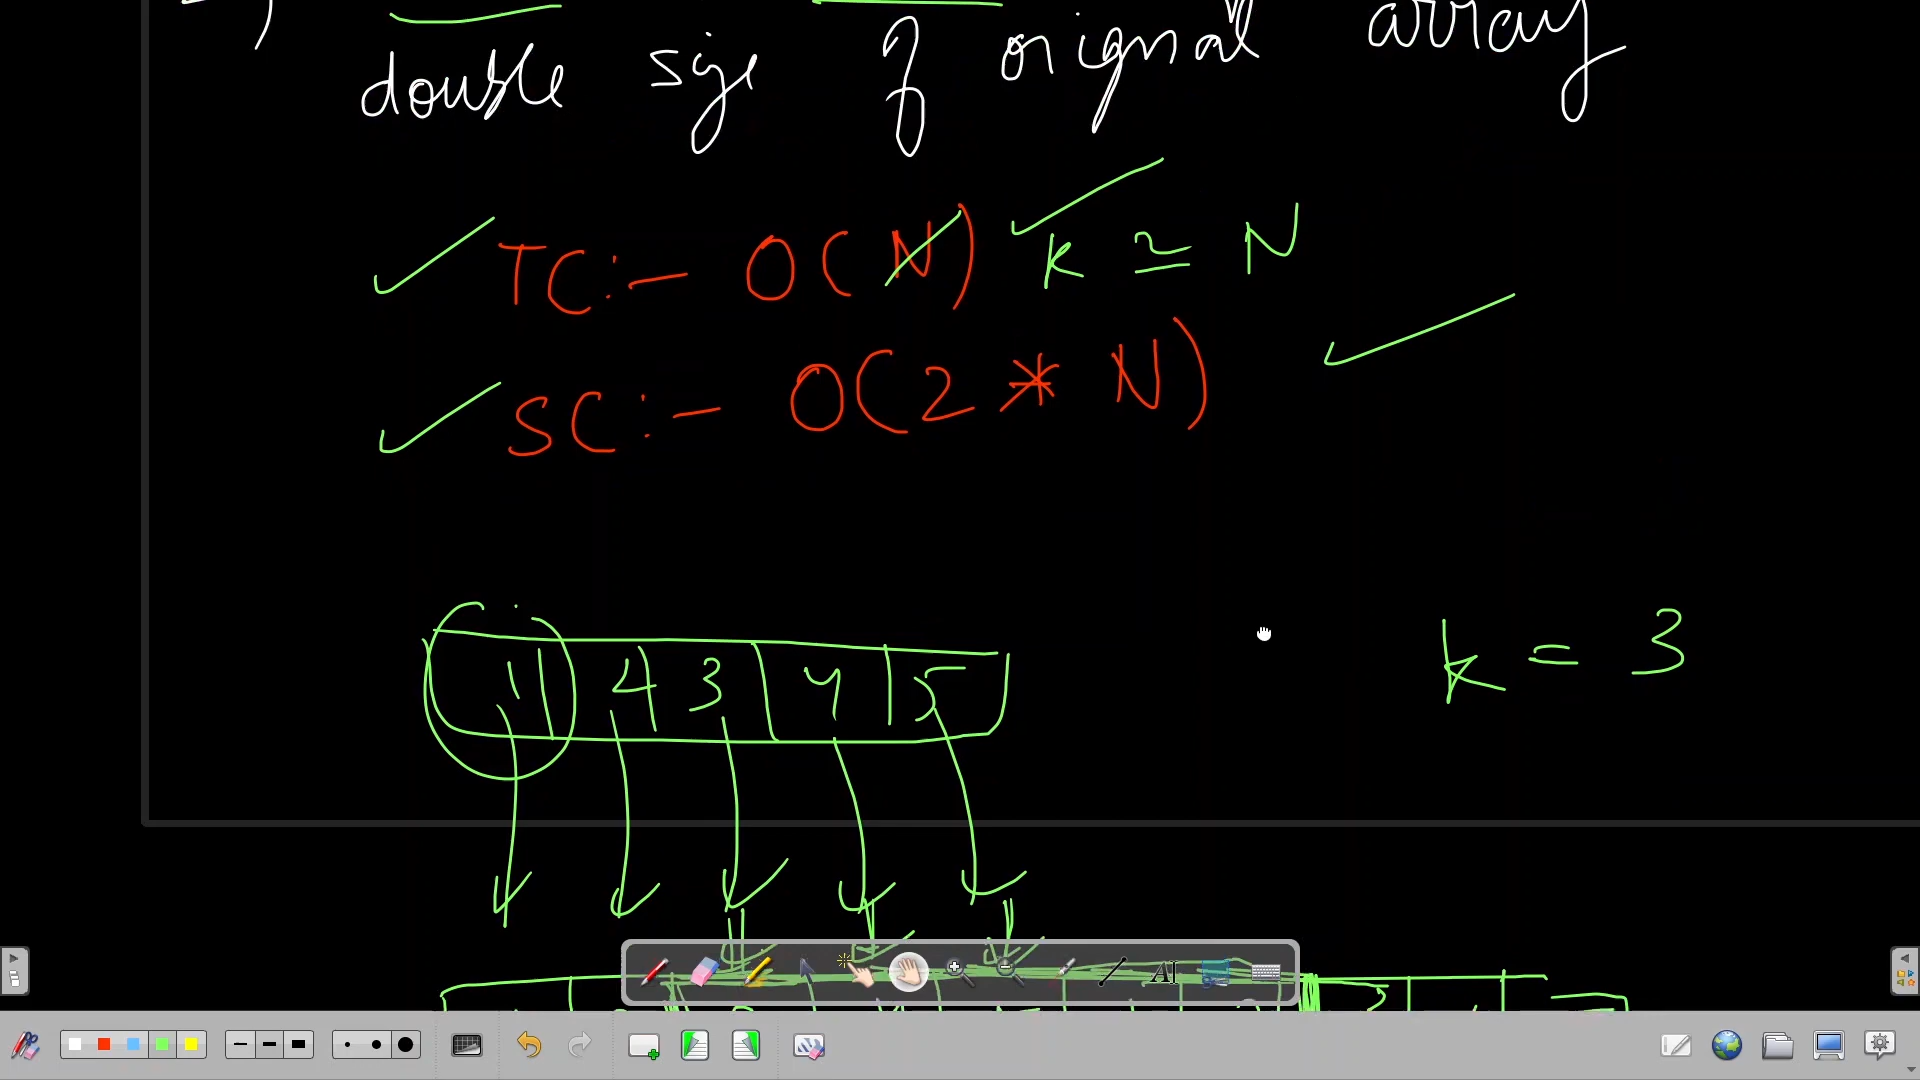 double size of original array
TC:- O(N) k ≃ N
SC:- O(2 * N)
k = 3
1 4 3 4 5